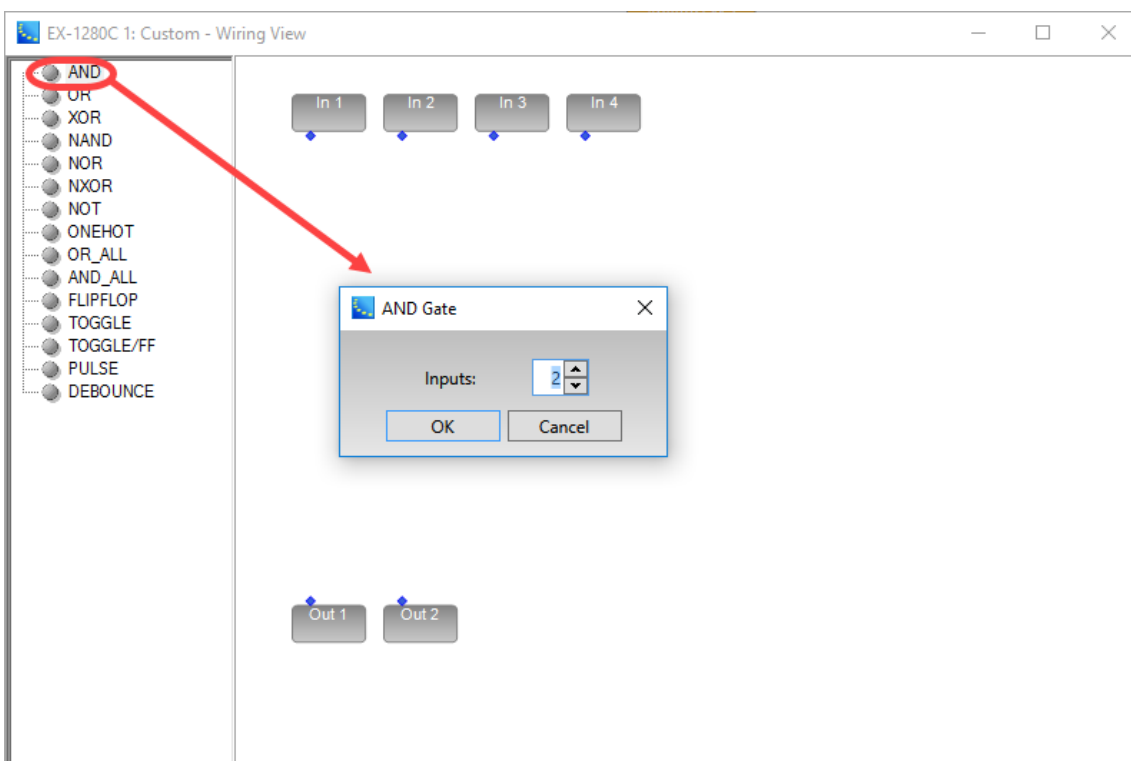 EX-1280C 1: Custom - Wiring View
AND
OR
XOR
NAND
NOR
NXOR
NOT
ONEHOT
OR_ALL
AND_ALL
FLIPFLOP
TOGGLE
TOGGLE/FF
PULSE
DEBOUNCE
In 1 In 2 In 3 In 4
AND Gate
Inputs: 2
OK Cancel
Out 1 Out 2